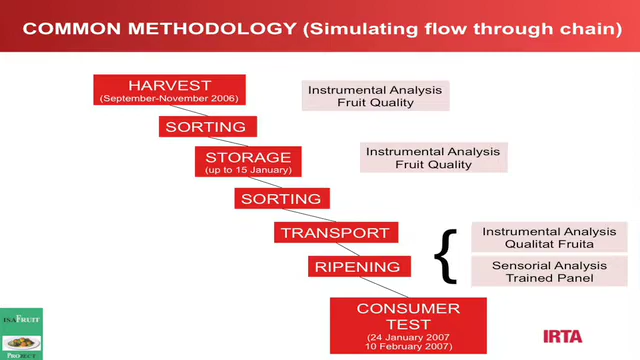 COMMON METHODOLOGY (Simulating flow through chain)
HARVEST
(September-November 2006)
Instrumental Analysis
Fruit Quality
SORTING
STORAGE
(up to 15 January)
Instrumental Analysis
Fruit Quality
SORTING
TRANSPORT
RIPENING
{
Instrumental Analysis
Qualitat Fruita
Sensorial Analysis
Trained Panel
CONSUMER
TEST
(24 January 2007
10 February 2007)
ISAFRUIT
PROJECT
IRTA